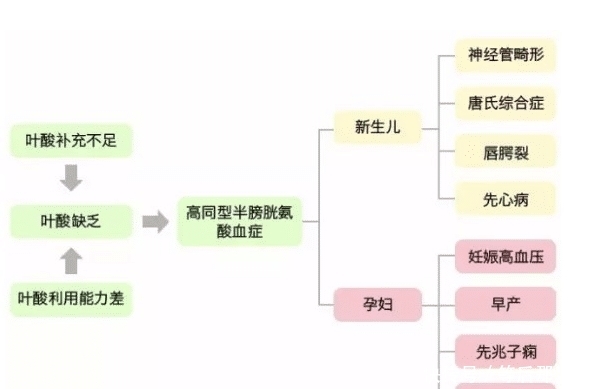 叶酸补充不足
叶酸缺乏
叶酸利用能力差
高同型半膀胱氨
酸血症
新生儿
神经管畸形
唐氏综合症
唇腭裂
先心病
孕妇
妊娠高血压
早产
先兆子痫